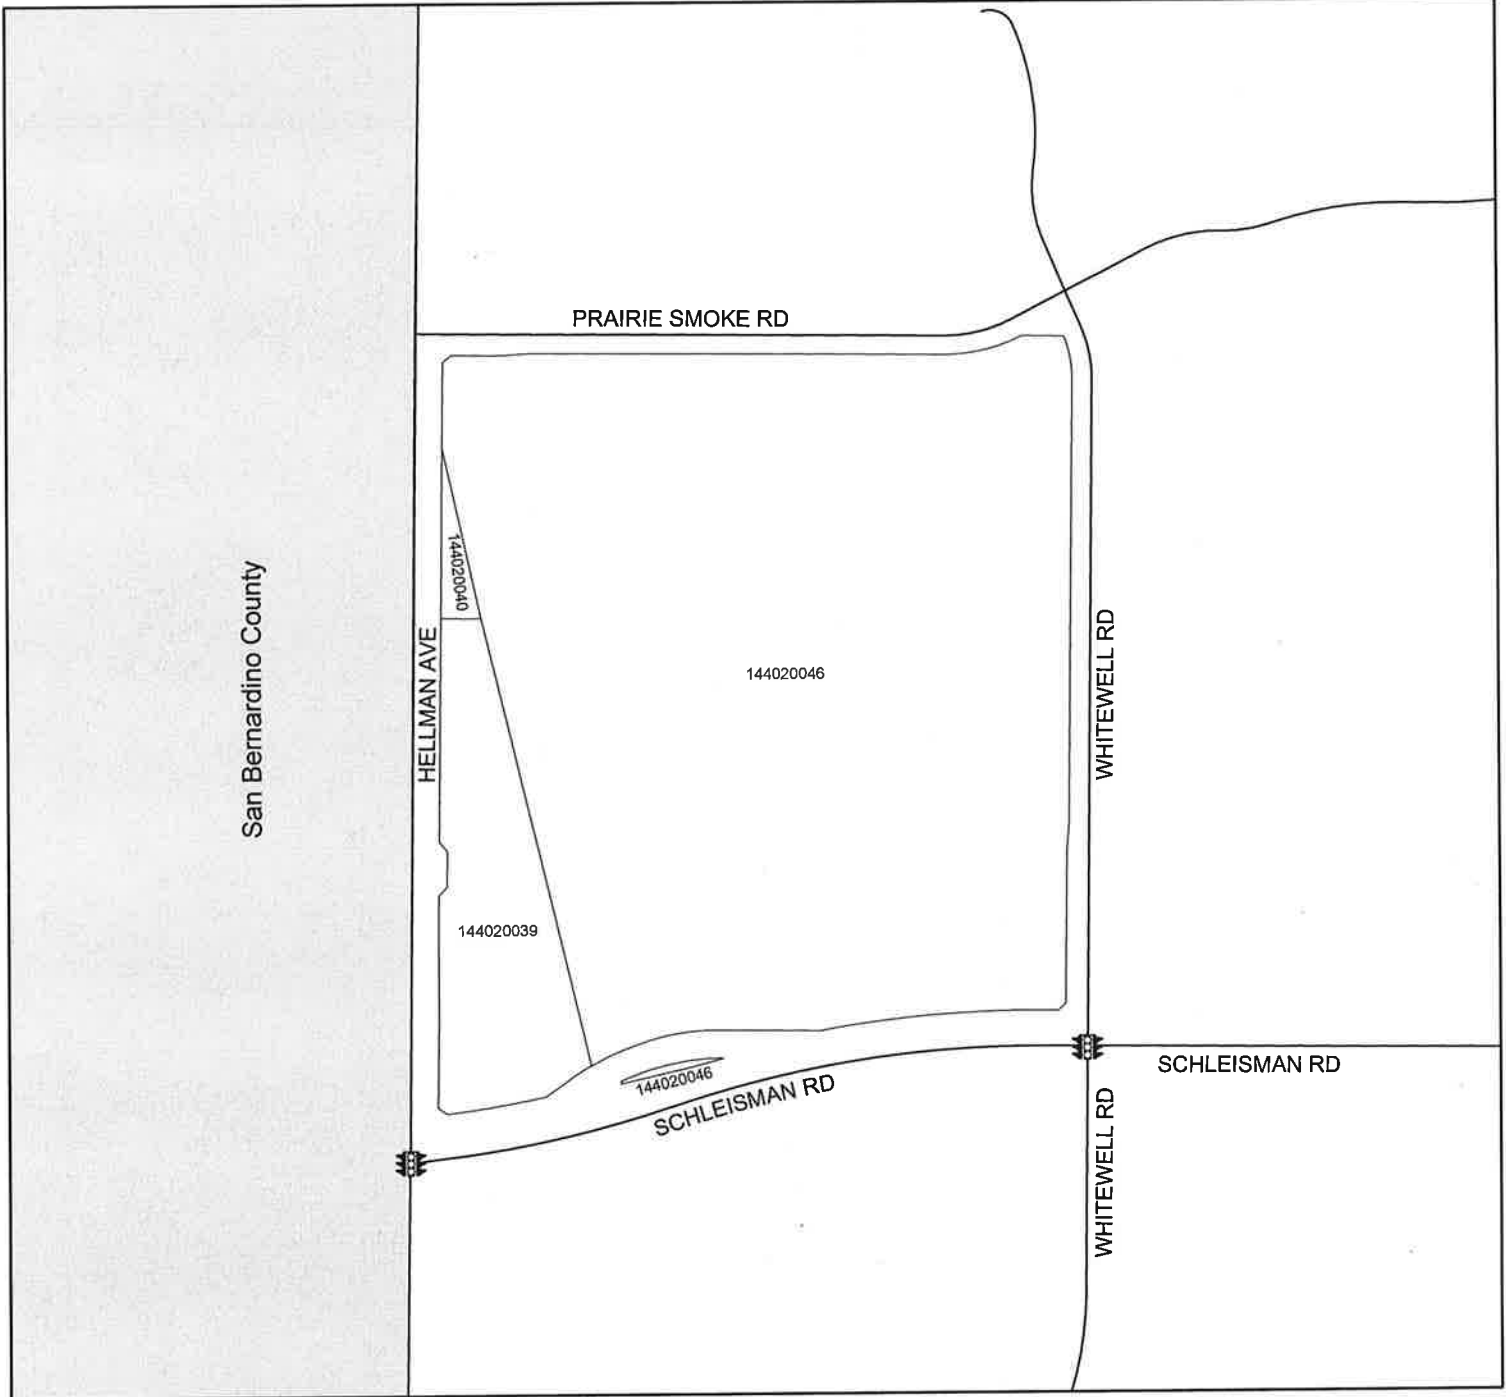 PRAIRIE SMOKE RD
144020040
San Bernardino County
HELLMAN AVE
144020046
WHITEWELL RD
144020039
144020046
SCHLEISMAN RD
SCHLEISMAN RD
WHITEWELL RD